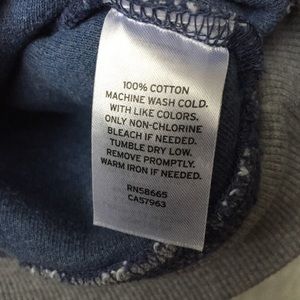 100% COTTON
MACHINE WASH COLD.
WITH LIKE COLORS.
ONLY NON-CHLORINE
BLEACH IF NEEDED.
TUMBLE DRY LOW.
REMOVE PROMPTLY.
WARM IRON IF NEEDED.
RN58665
CA57963